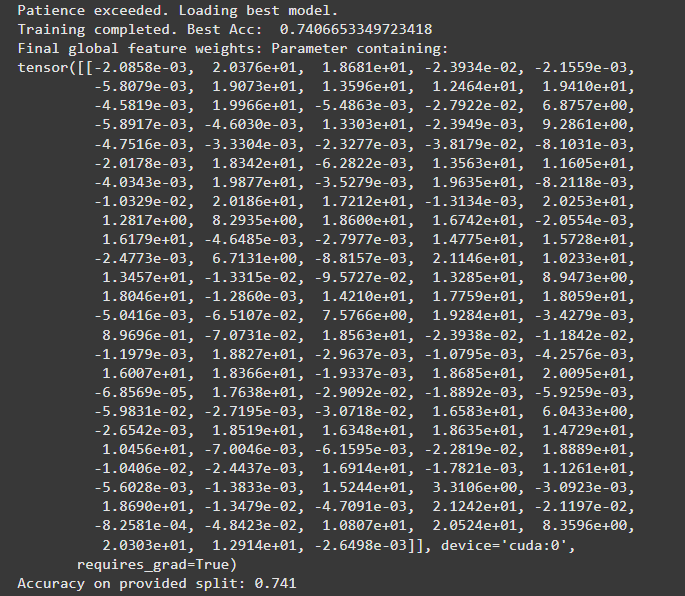 Patience exceeded. Loading best model.
Training completed. Best Acc:  0.7406653349723418
Final global feature weights: Parameter containing:
tensor([[-2.0858e-03,  2.0376e+01,  1.8681e+01, -2.3934e-02, -2.1559e-03,
         -5.8079e-03,  1.9073e+01,  1.3596e+01,  1.2464e+01,  1.9410e+01,
         -4.5819e-03,  1.9966e+01, -5.4863e-03, -2.7922e-02,  6.8757e+00,
         -5.8917e-03, -4.6030e-03,  1.3303e+01, -2.3949e-03,  9.2861e+00,
         -4.7516e-03, -3.3304e-03, -2.3277e-03, -3.8179e-02, -8.1031e-03,
         -2.0178e-03,  1.8342e+01, -6.2822e-03,  1.3563e+01,  1.1605e+01,
         -4.0343e-03,  1.9877e+01, -3.5279e-03,  1.9635e+01, -8.2118e-03,
         -1.0329e-02,  2.0186e+01,  1.7212e+01, -1.3134e-03,  2.0253e+01,
          1.2817e+00,  8.2935e+00,  1.8600e+01,  1.6742e+01, -2.0554e-03,
          1.6179e+01, -4.6485e-03, -2.7977e-03,  1.4775e+01,  1.5728e+01,
         -2.4773e-03,  6.7131e+00, -8.8157e-03,  2.1146e+01,  1.0233e+01,
          1.3457e+01, -1.3315e-02, -9.5727e-02,  1.3285e+01,  8.9473e+00,
          1.8046e+01, -1.2860e-03,  1.4210e+01,  1.7759e+01,  1.8059e+01,
         -5.0416e-03, -6.5107e-02,  7.5766e+00,  1.9284e+01, -3.4279e-03,
          8.9696e-01, -7.0731e-02,  1.8563e+01, -2.3938e-02, -1.1842e-02,
         -1.1979e-03,  1.8827e+01, -2.9637e-03, -1.0795e-03, -4.2576e-03,
          1.6007e+01,  1.8366e+01, -1.9337e-03,  1.8685e+01,  2.0095e+01,
         -6.8569e-05,  1.7638e+01, -2.9092e-02, -1.8892e-03, -5.9259e-03,
         -5.9831e-02, -2.7195e-03, -3.0718e-02,  1.6583e+01,  6.0433e+00,
         -2.6542e-03,  1.8519e+01,  1.6348e+01,  1.8635e+01,  1.4729e+01,
          1.0456e+01, -7.0046e-03, -6.1595e-03, -2.2819e-02,  1.8889e+01,
         -1.0406e-02, -2.4437e-03,  1.6914e+01, -1.7821e-03,  1.1261e+01,
         -5.6028e-03, -1.3833e-03,  1.5244e+01,  3.3106e+00, -3.0923e-03,
          1.8690e+01, -1.3479e-02, -4.7091e-03,  2.1242e+01, -2.1197e-02,
         -8.2581e-04, -4.8423e-02,  1.0807e+01,  2.0524e+01,  8.3596e+00,
          2.0303e+01,  1.2914e+01, -2.6498e-03]], device='cuda:0',
       requires_grad=True)
Accuracy on provided split: 0.741